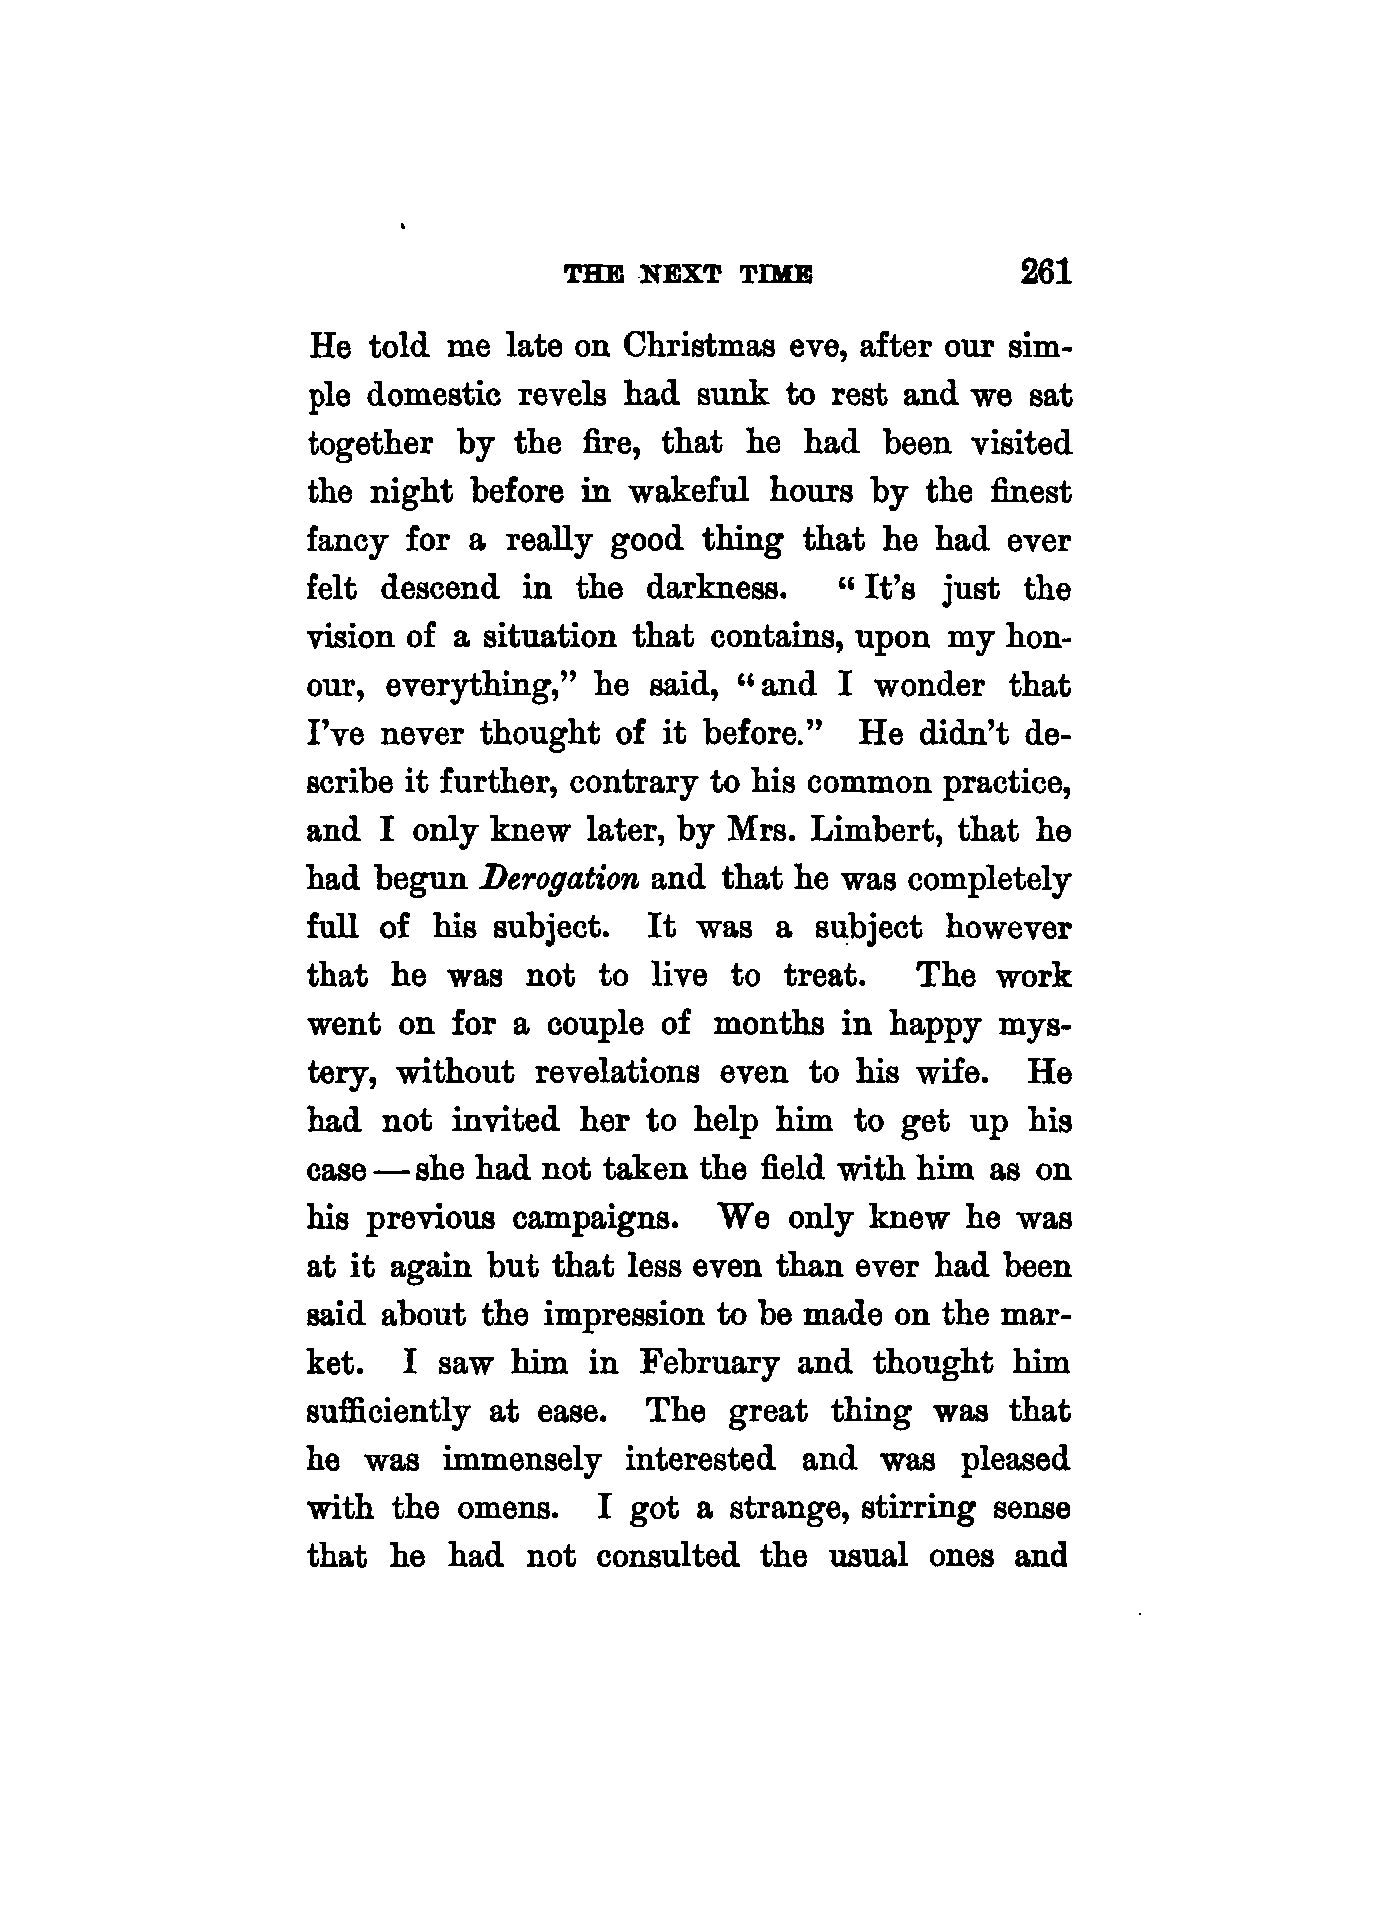 THE NEXT TIME 261
He told me late on Christmas eve, after our sim-
ple domestic revels had sunk to rest and we sat
together by the fire, that he had been visited
the night before in wakeful hours by the finest
fancy for a really good thing that he had ever
felt descend in the darkness. "It's just the
vision of a situation that contains, upon my hon-
our, everything," he said, "and I wonder that
I've never thought of it before." He didn't de-
scribe it further, contrary to his common practice,
and I only knew later, by Mrs. Limbert, that he
had begun Derogation and that he was completely
full of his subject. It was a subject however
that he was not to live to treat. The work
went on for a couple of months in happy mys-
tery, without revelations even to his wife. He
had not invited her to help him to get up his
case—she had not taken the field with him as on
his previous campaigns. We only knew he was
at it again but that less even than ever had been
said about the impression to be made on the mar-
ket. I saw him in February and thought him
sufficiently at ease. The great thing was that
he was immensely interested and was pleased
with the omens. I got a strange, stirring sense
that he had not consulted the usual ones and